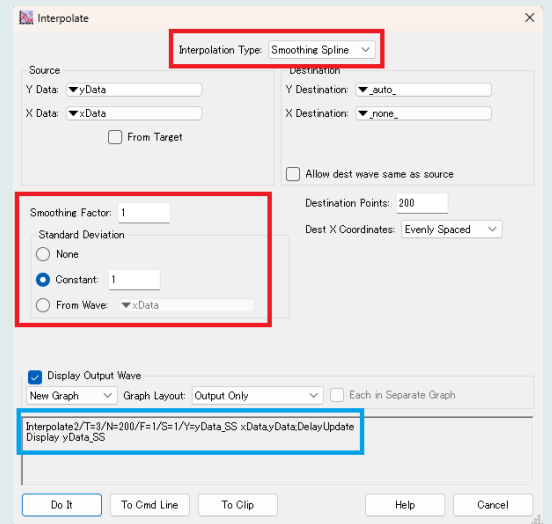 Interpolate
Interpolation Type: Smoothing Spline
Source
Y Data: yData
X Data: xData
From Target
Destination
Y Destination: _auto_
X Destination: _none_
Allow dest wave same as source
Smoothing Factor: 1
Standard Deviation
None
Constant: 1
From Wave: xData
Destination Points: 200
Dest X Coordinates: Evenly Spaced
Display Output Wave
New Graph Graph Layout: Output Only Each in Separate Graph
Interpolate2/T=3/N=200/F=1/S=1/Y=yData_SS xData,yData;DelayUpdate
Display yData_SS
Do It To Cmd Line To Clip Help Cancel